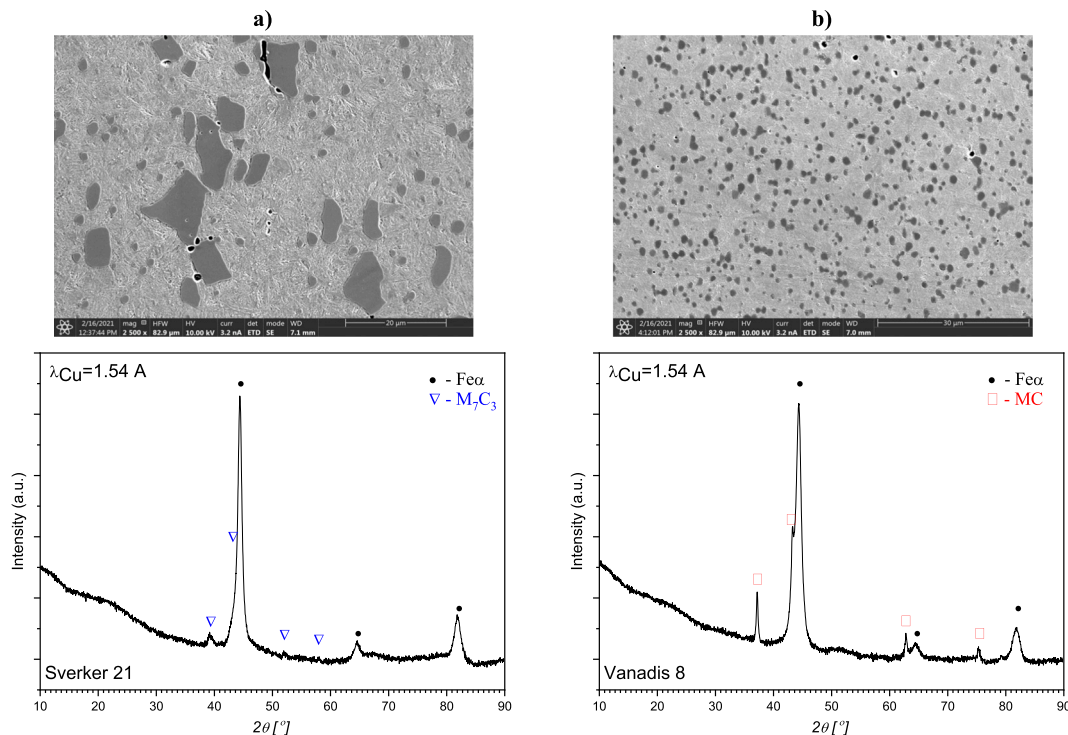 a)
b)
2/16/2021 mag HFW HV curr det mode WD 20 µm
12:37:44 PM 2 500 x 82.9 µm 10.00 kV 3.2 nA ETD SE 7.1 mm
2/16/2021 mag HFW HV curr det mode WD 30 µm
4:12:01 PM 2 500 x 82.9 µm 10.00 kV 3.2 nA ETD SE 7.0 mm
λCu=1.54 A
● - Feα
▽ - M₇C₃
Intensity (a.u.)
Sverker 21
10 20 30 40 50 60 70 80 90
2θ [º]
λCu=1.54 A
● - Feα
□ - MC
Intensity (a.u.)
Vanadis 8
10 20 30 40 50 60 70 80 90
2θ [º]